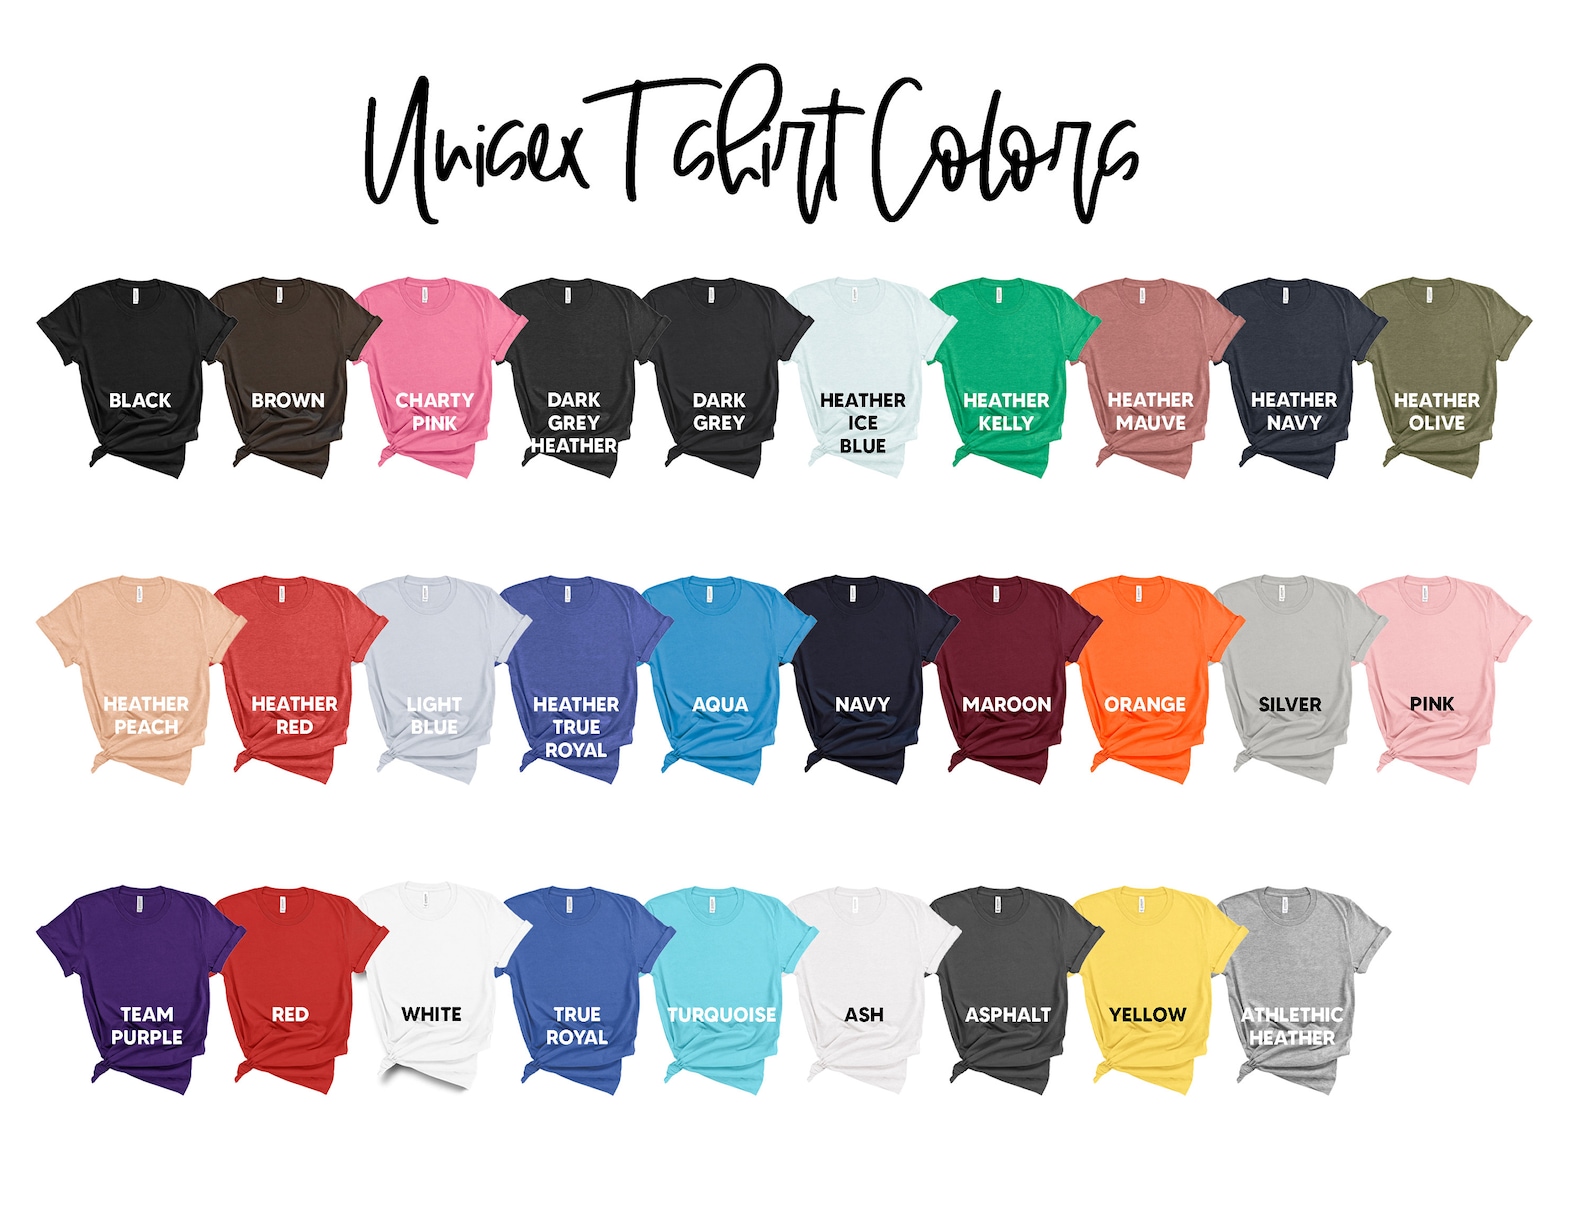 Unisex Tshirt Colors
BLACK
BROWN
CHARTY
PINK
DARK
GREY
HEATHER
DARK
GREY
HEATHER
ICE
BLUE
HEATHER
KELLY
HEATHER
MAUVE
HEATHER
NAVY
HEATHER
OLIVE
HEATHER
PEACH
HEATHER
RED
LIGHT
BLUE
HEATHER
TRUE
ROYAL
AQUA
NAVY
MAROON
ORANGE
SILVER
PINK
TEAM
PURPLE
RED
WHITE
TRUE
ROYAL
TURQUOISE
ASH
ASPHALT
YELLOW
ATHLETHIC
HEATHER